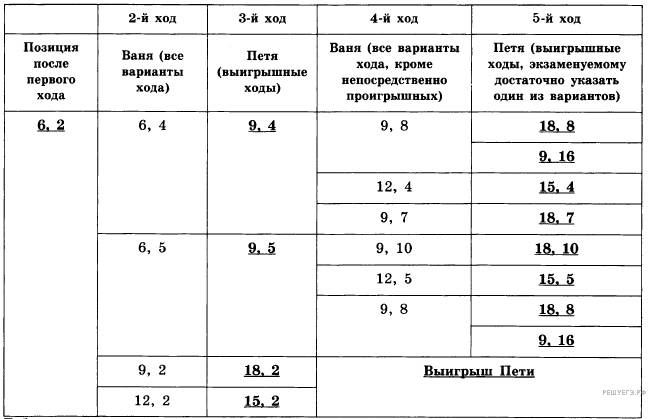 2-й ход 3-й ход 4-й ход 5-й ход
Позиция после первого хода
Ваня (все варианты хода)
Петя (выигрышные ходы)
Ваня (все варианты хода, кроме непосредственно проигрышных)
Петя (выигрышные ходы, экзаменуемому достаточно указать один из вариантов)
6, 2 6, 4 9, 4 9, 8 18, 8
9, 16
12, 4 15, 4
9, 7 18, 7
6, 5 9, 5 9, 10 18, 10
12, 5 15, 5
9, 8 18, 8
9, 16
9, 2 18, 2 Выигрыш Пети
12, 2 15, 2
РЕШУЕГЭ.РФ